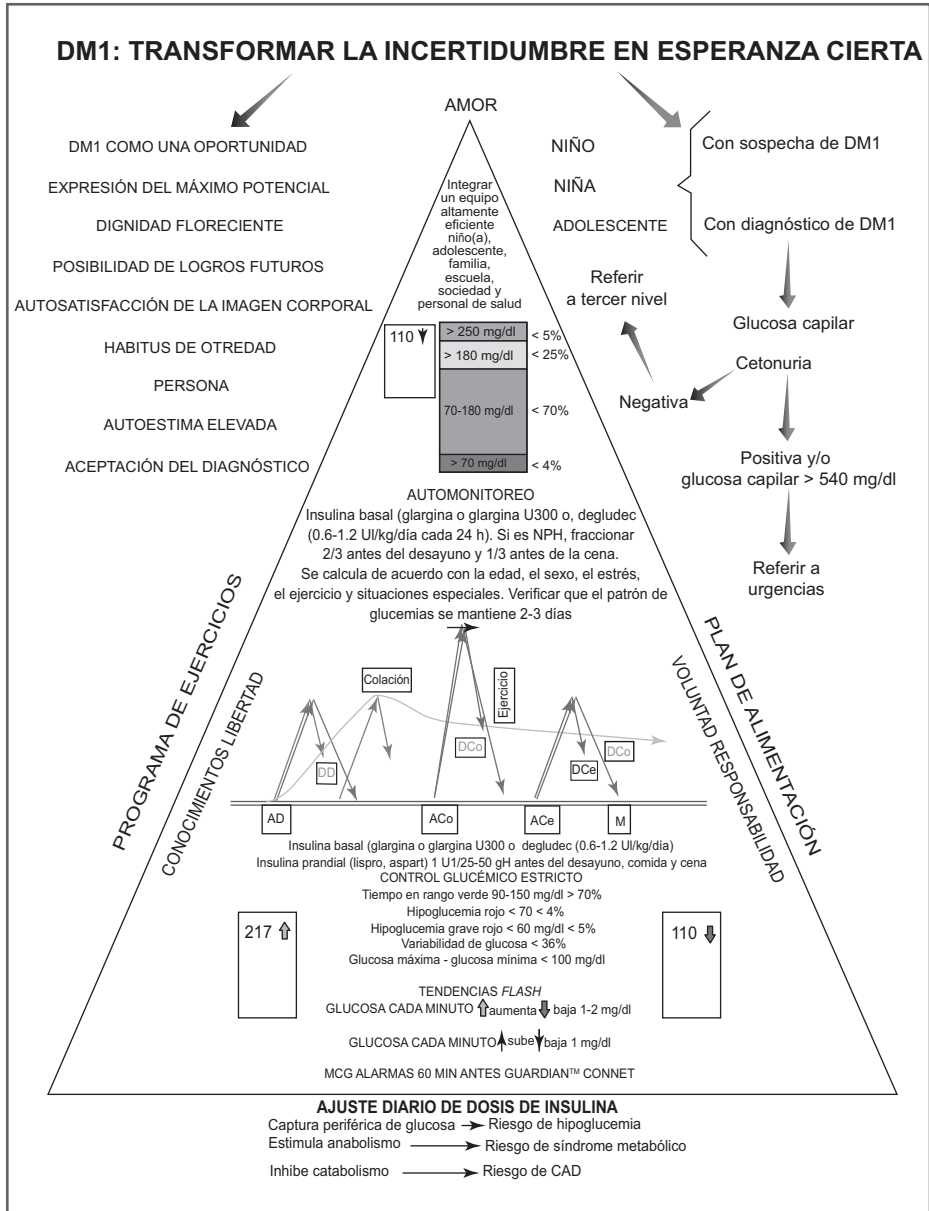 DM1: TRANSFORMAR LA INCERTIDUMBRE EN ESPERANZA CIERTA
AMOR
DM1 COMO UNA OPORTUNIDAD
EXPRESIÓN DEL MÁXIMO POTENCIAL
DIGNIDAD FLORECIENTE
POSIBILIDAD DE LOGROS FUTUROS
AUTOSATISFACCIÓN DE LA IMAGEN CORPORAL
HABITUS DE OTREDAD
PERSONA
AUTOESTIMA ELEVADA
ACEPTACIÓN DEL DIAGNÓSTICO
NIÑO
NIÑA
ADOLESCENTE
Con sospecha de DM1
Con diagnóstico de DM1
Glucosa capilar
Cetonuria
Negativa
Referir
a tercer nivel
Positiva y/o
glucosa capilar > 540 mg/dl
Referir a
urgencias
Integrar
un equipo
altamente
eficiente
niño(a),
adolescente,
familia,
escuela,
sociedad y
personal de salud
110
> 250 mg/dl < 5%
> 180 mg/dl < 25%
70-180 mg/dl < 70%
> 70 mg/dl < 4%
AUTOMONITOREO
Insulina basal (glargina o glargina U300 o, degludec
(0.6-1.2 UI/kg/día cada 24 h). Si es NPH, fraccionar
2/3 antes del desayuno y 1/3 antes de la cena.
Se calcula de acuerdo con la edad, el sexo, el estrés,
el ejercicio y situaciones especiales. Verificar que el patrón de
glucemias se mantiene 2-3 días
PROGRAMA DE EJERCICIOS
CONOCIMIENTOS LIBERTAD
PLAN DE ALIMENTACIÓN
VOLUNTAD RESPONSABILIDAD
Colación
Ejercicio
DD
DCo
DCe
DCo
AD
ACo
ACe
M
Insulina basal (glargina o glargina U300 o degludec (0.6-1.2 UI/kg/día)
Insulina prandial (lispro, aspart) 1 U1/25-50 gH antes del desayuno, comida y cena
CONTROL GLUCÉMICO ESTRICTO
Tiempo en rango verde 90-150 mg/dl > 70%
Hipoglucemia rojo < 70 < 4%
Hipoglucemia grave rojo < 60 mg/dl < 5%
Variabilidad de glucosa < 36%
Glucosa máxima - glucosa mínima < 100 mg/dl
217
110
TENDENCIAS FLASH
GLUCOSA CADA MINUTO aumenta baja 1-2 mg/dl
GLUCOSA CADA MINUTO sube baja 1 mg/dl
MCG ALARMAS 60 MIN ANTES GUARDIAN™ CONNET
AJUSTE DIARIO DE DOSIS DE INSULINA
Captura periférica de glucosa → Riesgo de hipoglucemia
Estimula anabolismo → Riesgo de síndrome metabólico
Inhibe catabolismo → Riesgo de CAD